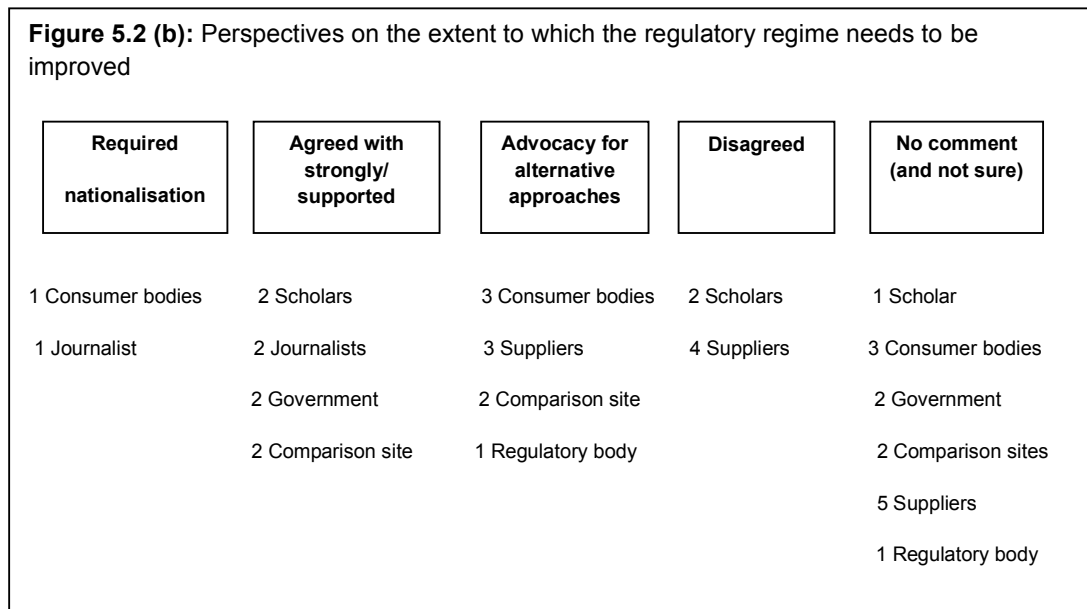 Figure 5.2 (b): Perspectives on the extent to which the regulatory regime needs to be
improved
Required
nationalisation
Agreed with
strongly/
supported
Advocacy for
alternative
approaches
Disagreed
No comment
(and not sure)
1 Consumer bodies
1 Journalist
2 Scholars
2 Journalists
2 Government
2 Comparison site
3 Consumer bodies
3 Suppliers
2 Comparison site
1 Regulatory body
2 Scholars
4 Suppliers
1 Scholar
3 Consumer bodies
2 Government
2 Comparison sites
5 Suppliers
1 Regulatory body